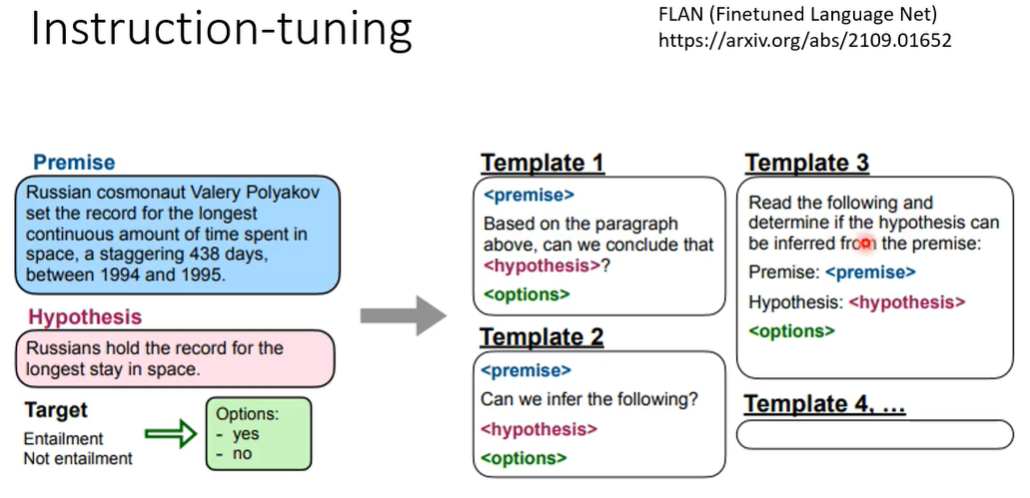 Instruction-tuning
FLAN (Finetuned Language Net)
https://arxiv.org/abs/2109.01652
Premise
Russian cosmonaut Valery Polyakov
set the record for the longest
continuous amount of time spent in
space, a staggering 438 days,
between 1994 and 1995.
Hypothesis
Russians hold the record for the
longest stay in space.
Target
Entailment
Not entailment
Options:
- yes
- no
Template 1
<premise>
Based on the paragraph
above, can we conclude that
<hypothesis>?
<options>
Template 2
<premise>
Can we infer the following?
<hypothesis>
<options>
Template 3
Read the following and
determine if the hypothesis can
be inferred from the premise:
Premise: <premise>
Hypothesis: <hypothesis>
<options>
Template 4, ...